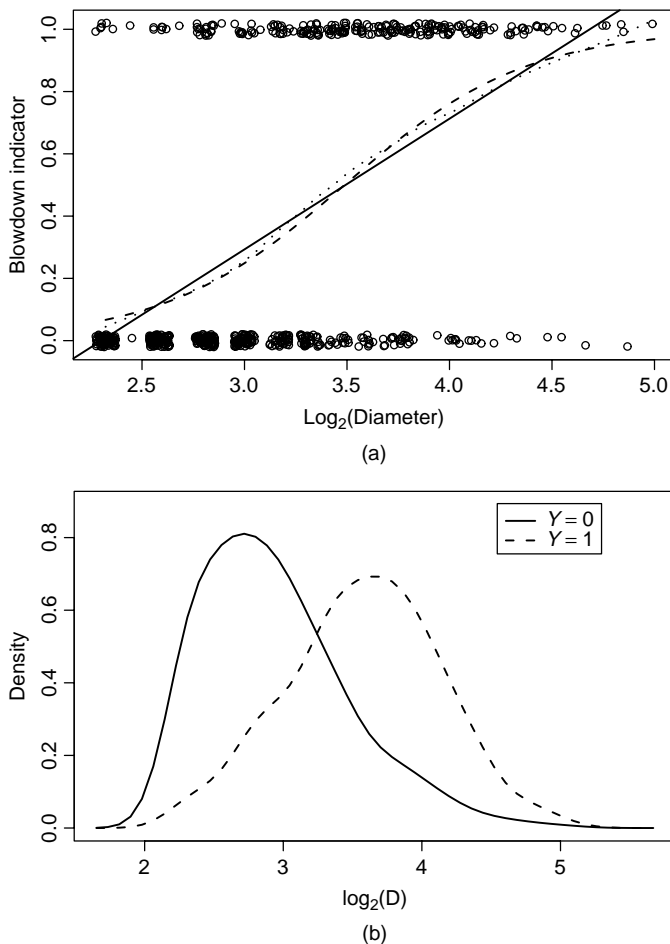 1.0
0.8
0.6
0.4
0.2
0.0
Blowdown indicator
2.5 3.0 3.5 4.0 4.5 5.0
Log₂(Diameter)
(a)
0.8
0.6
0.4
0.2
0.0
Density
Y = 0
Y = 1
2 3 4 5
log₂(D)
(b)